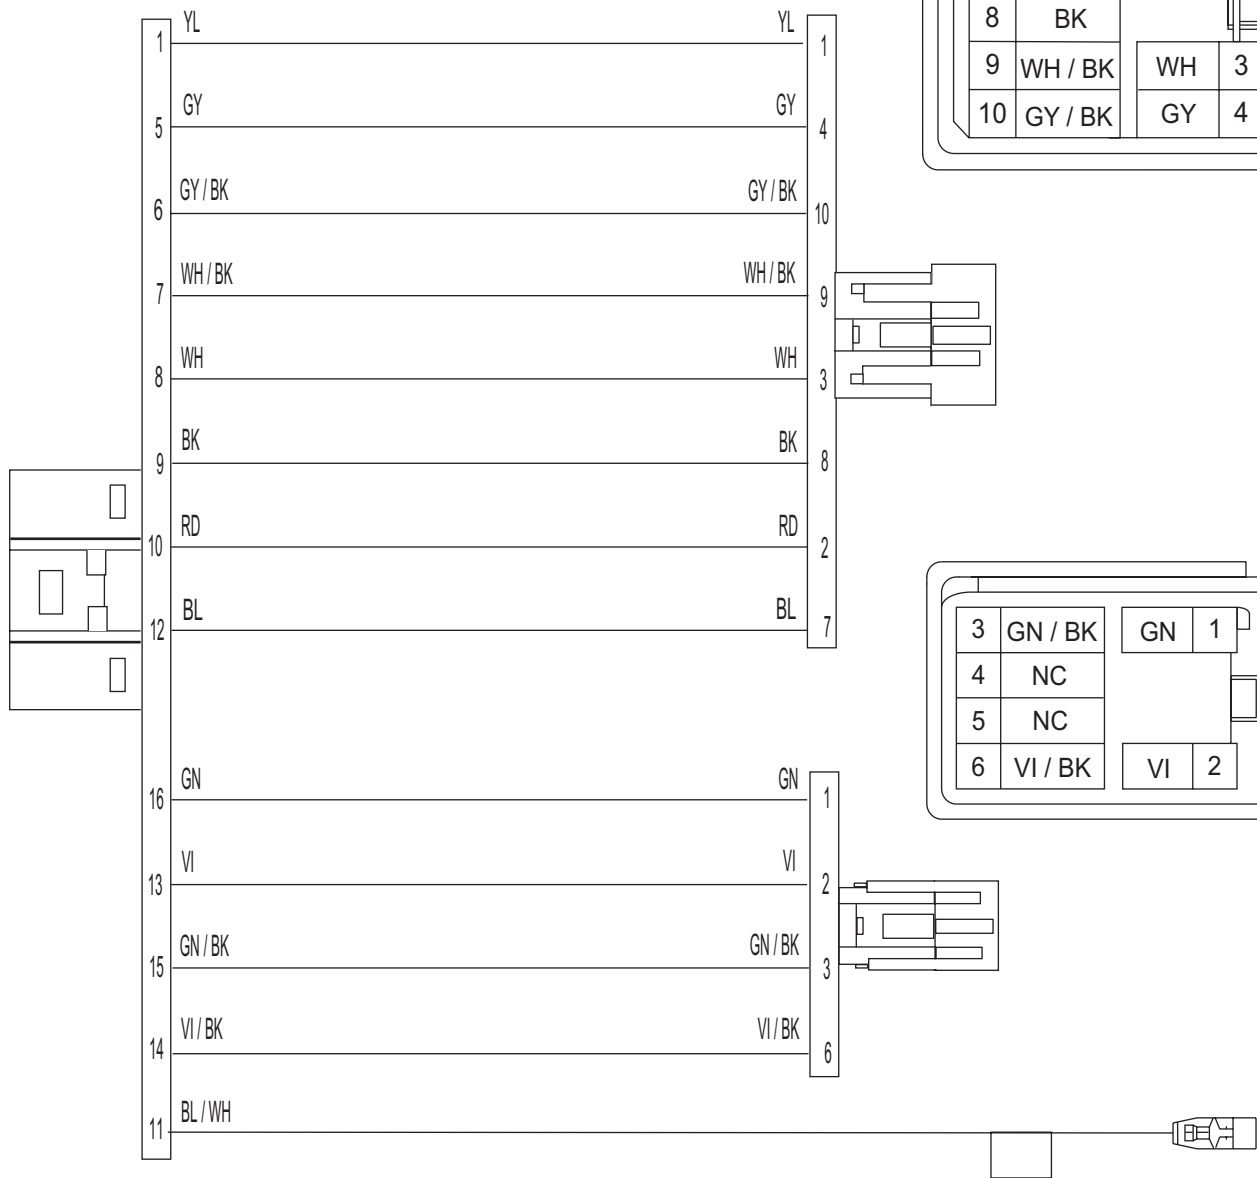 8 BK
9 WH / BK WH 3
10 GY / BK GY 4
YL YL
1 1
GY GY
5 4
GY / BK GY / BK
6 10
WH / BK WH / BK
7 9
WH WH
8 3
BK BK
9 8
RD RD
10 2
BL BL
12 7
3 GN / BK GN 1
4 NC
5 NC
6 VI / BK VI 2
GN GN
16 1
VI VI
13 2
GN / BK GN / BK
15 3
VI / BK VI / BK
14 6
BL / WH
11